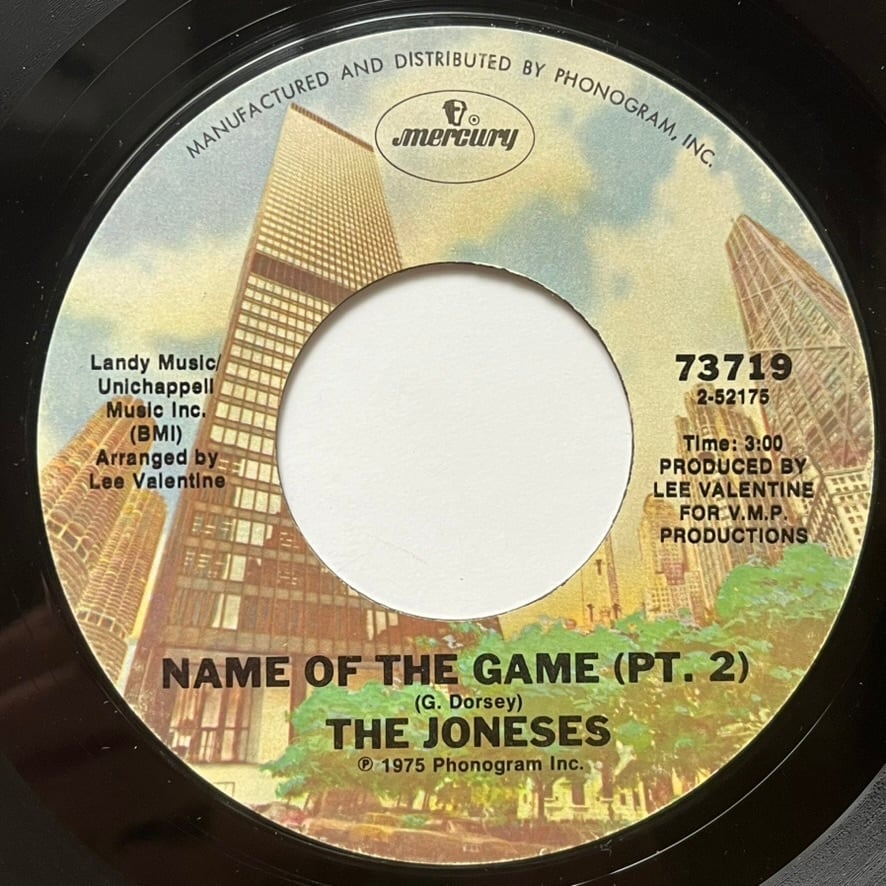 MANUFACTURED AND DISTRIBUTED BY PHONOGRAM, INC.
mercury
Landy Music/
Unichappell
Music Inc.
(BMI)
Arranged by
Lee Valentine
73719
2-52175
Time: 3:00
PRODUCED BY
LEE VALENTINE
FOR V.M.P.
PRODUCTIONS
NAME OF THE GAME (PT. 2)
(G. Dorsey)
THE JONESES
℗ 1975 Phonogram Inc.